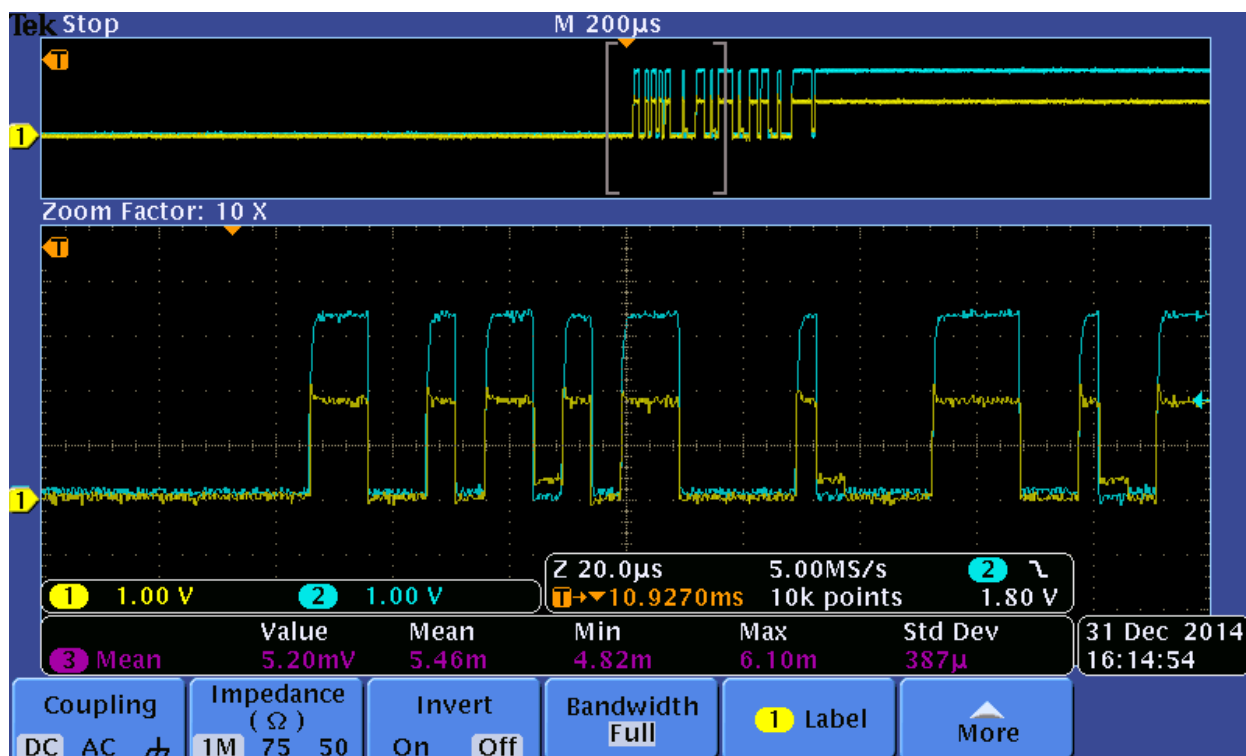 Tek Stop M 200µs
T
1
Zoom Factor: 10 X
T
1
Z 20.0µs 5.00MS/s 2
1 1.00 V 2 1.00 V T→▼10.9270ms 10k points 1.80 V
Value Mean Min Max Std Dev 31 Dec 2014
3 Mean 5.20mV 5.46m 4.82m 6.10m 387µ 16:14:54
Coupling Impedance Invert Bandwidth 1 Label More
(Ω) Full
DC AC 1M 75 50 On Off